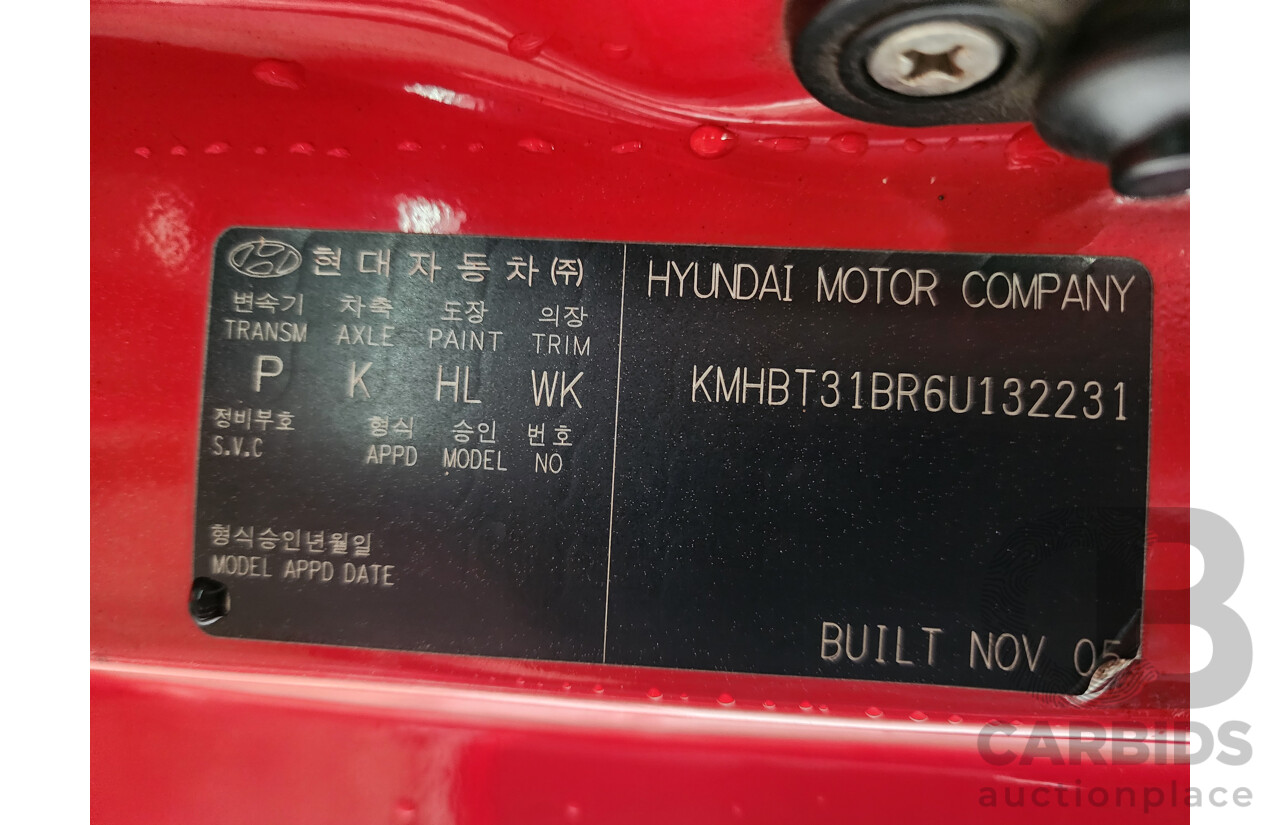 현대자동차(주)
변속기 차축 도장 의장
TRANSM AXLE PAINT TRIM
P K HL WK
정비부호 형식 승인 번호
S.V.C APPD MODEL NO
형식승인년월일
MODEL APPD DATE
HYUNDAI MOTOR COMPANY
KMHBT31BR6U132231
BUILT NOV 05
CB
CARBIDS
auctionplace